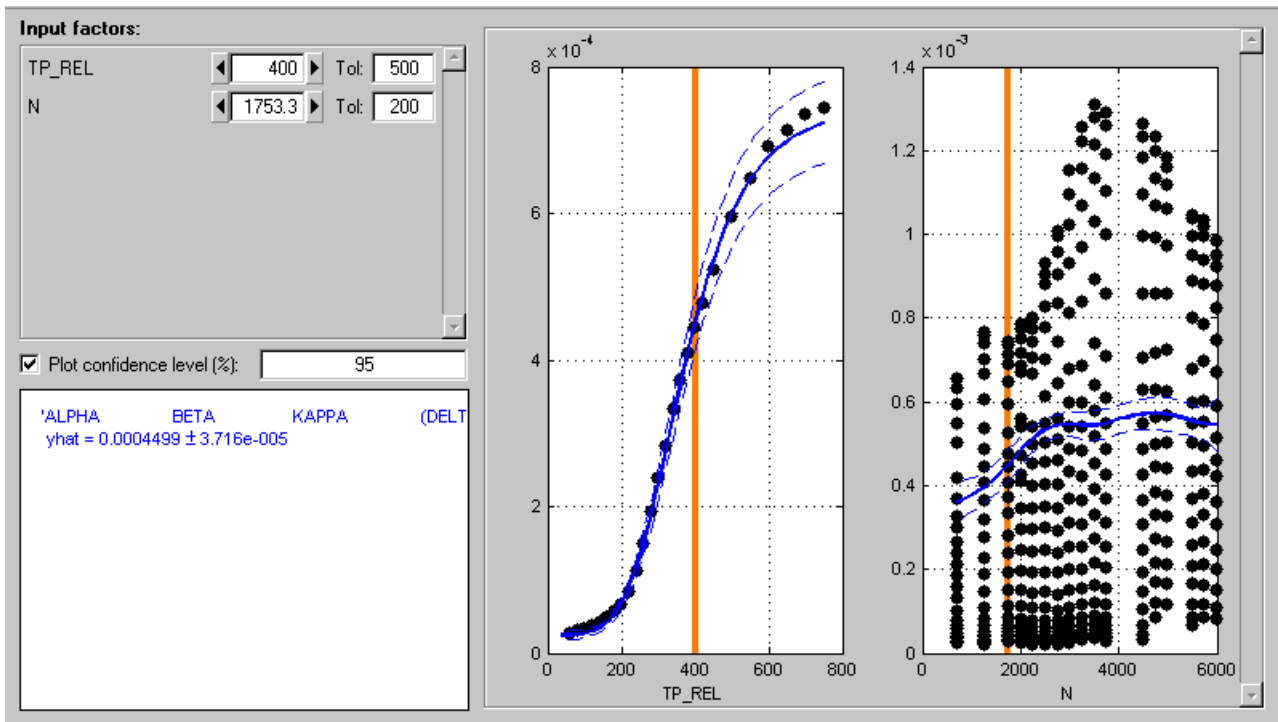 Input factors:
TP_REL 400 Tol: 500
N 1753.3 Tol: 200
Plot confidence level (%): 95
'ALPHA BETA KAPPA (DELT
yhat = 0.0004499 ± 3.716e-005
x 10⁻⁴
8
6
4
2
0
0 200 400 600 800
TP_REL
x 10⁻³
1.4
1.2
1
0.8
0.6
0.4
0.2
0
0 2000 4000 6000
N